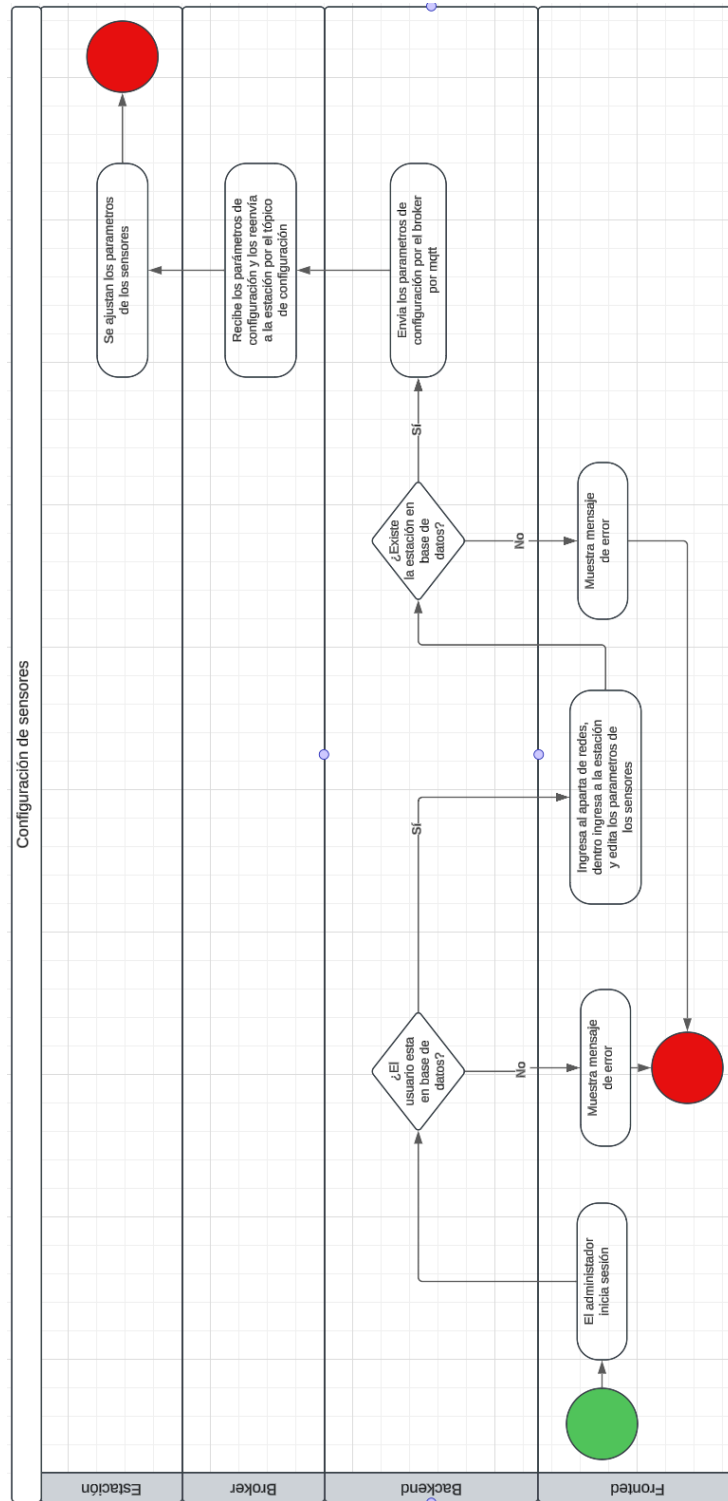 Configuración de sensores
Estación
Se ajustan los parametros
de los sensores
Broker
Recibe los parámetros de
configuración y los reenvía
a la estación por el tópico
de configuración
Backend
¿El
usuario esta
en base de
datos?
Sí
No
¿Existe
la estación en
base de
datos?
Sí
No
Envia los parametros de
configuración por el broker
por mqtt
Fronted
El administador
inicia sesión
Muestra mensaje
de error
Ingresa al aparta de redes,
dentro ingresa a la estación
y edita los parametros de
los sensores
Muestra mensaje
de error